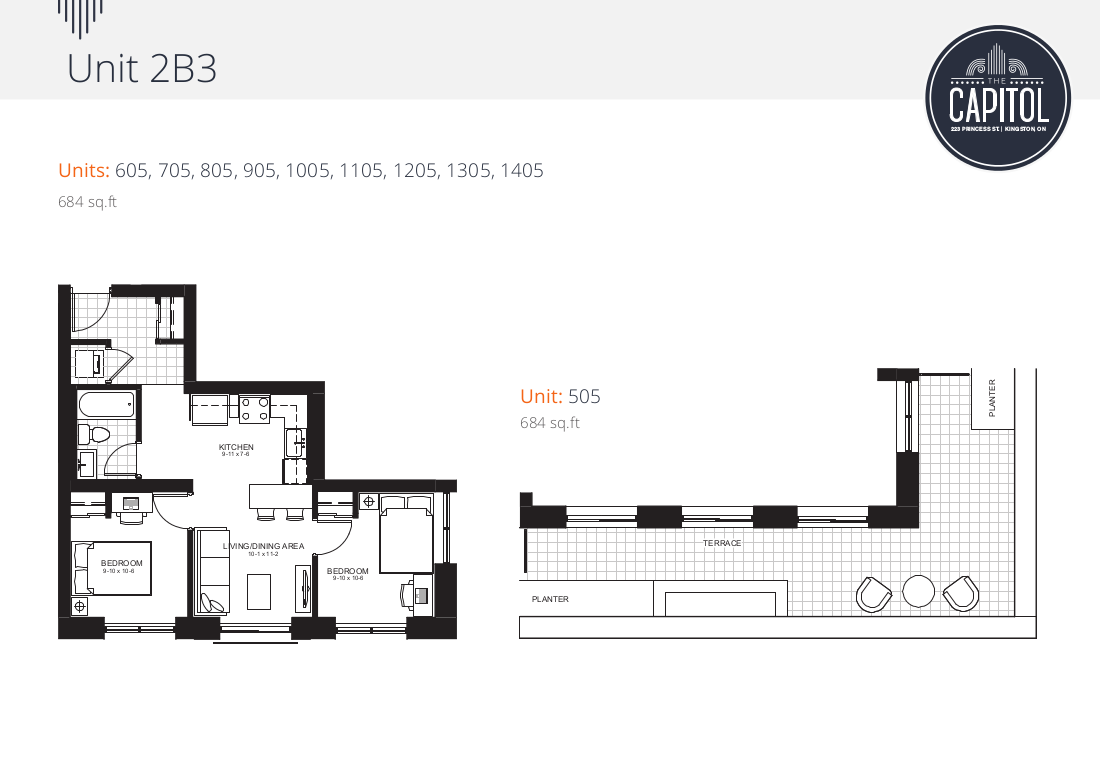 Unit 2B3
THE
CAPITOL
223 PRINCESS ST. | KINGSTON, ON
Units: 605, 705, 805, 905, 1005, 1105, 1205, 1305, 1405
684 sq.ft
Unit: 505
684 sq.ft
PLANTER
KITCHEN
9-11 x 7-6
LIVING/DINING AREA
10-1 x 11-2
BEDROOM
9-10 x 10-6
BEDROOM
9-10 x 10-6
TERRACE
PLANTER